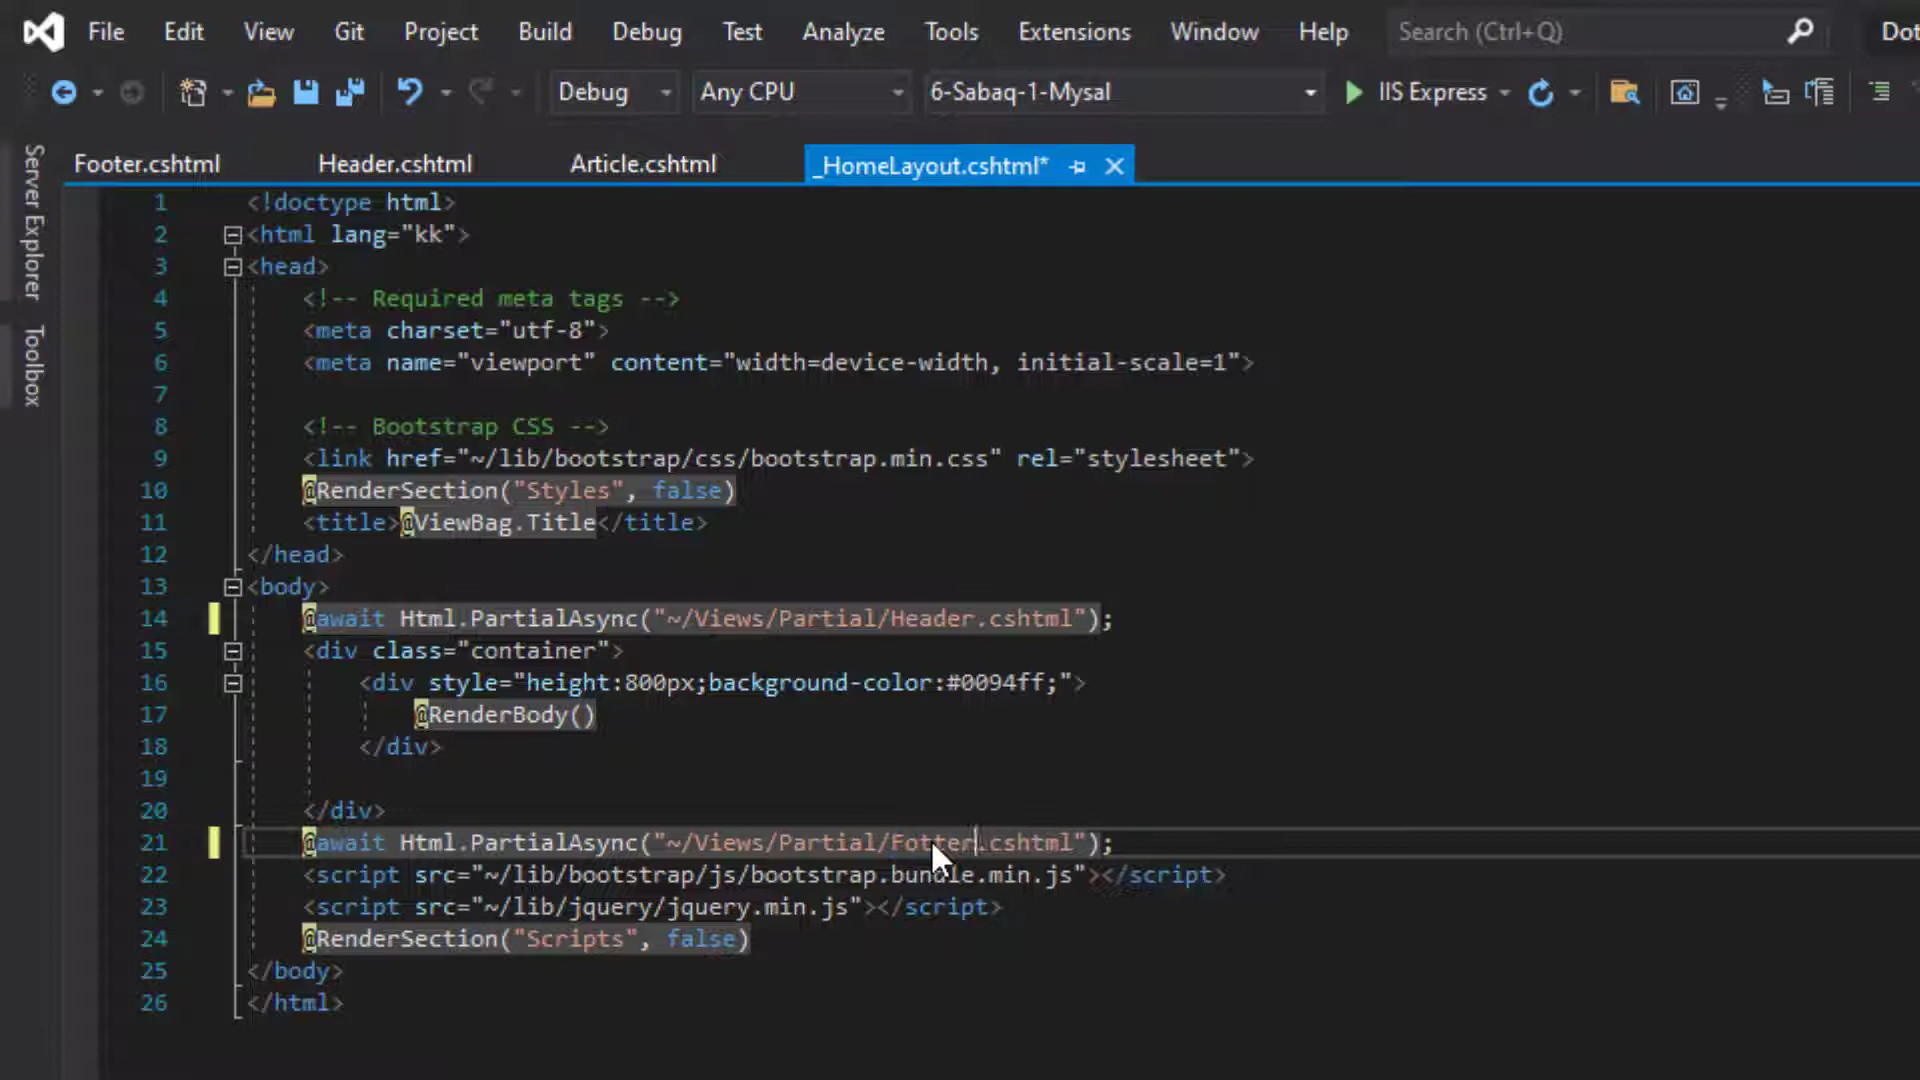 File Edit View Git Project Build Debug Test Analyze Tools Extensions Window Help Search (Ctrl+Q) Dot
Debug Any CPU 6-Sabaq-1-Mysal IIS Express
Server Explorer
Toolbox
Footer.cshtml Header.cshtml Article.cshtml _HomeLayout.cshtml*
1 <!doctype html>
2 <html lang="kk">
3 <head>
4 <!-- Required meta tags -->
5 <meta charset="utf-8">
6 <meta name="viewport" content="width=device-width, initial-scale=1">
7
8 <!-- Bootstrap CSS -->
9 <link href="~/lib/bootstrap/css/bootstrap.min.css" rel="stylesheet">
10 @RenderSection("Styles", false)
11 <title>@ViewBag.Title</title>
12 </head>
13 <body>
14 @await Html.PartialAsync("~/Views/Partial/Header.cshtml");
15 <div class="container">
16 <div style="height:800px;background-color:#0094ff;">
17 @RenderBody()
18 </div>
19
20 </div>
21 @await Html.PartialAsync("~/Views/Partial/Fotter.cshtml");
22 <script src="~/lib/bootstrap/js/bootstrap.bundle.min.js"></script>
23 <script src="~/lib/jquery/jquery.min.js"></script>
24 @RenderSection("Scripts", false)
25 </body>
26 </html>